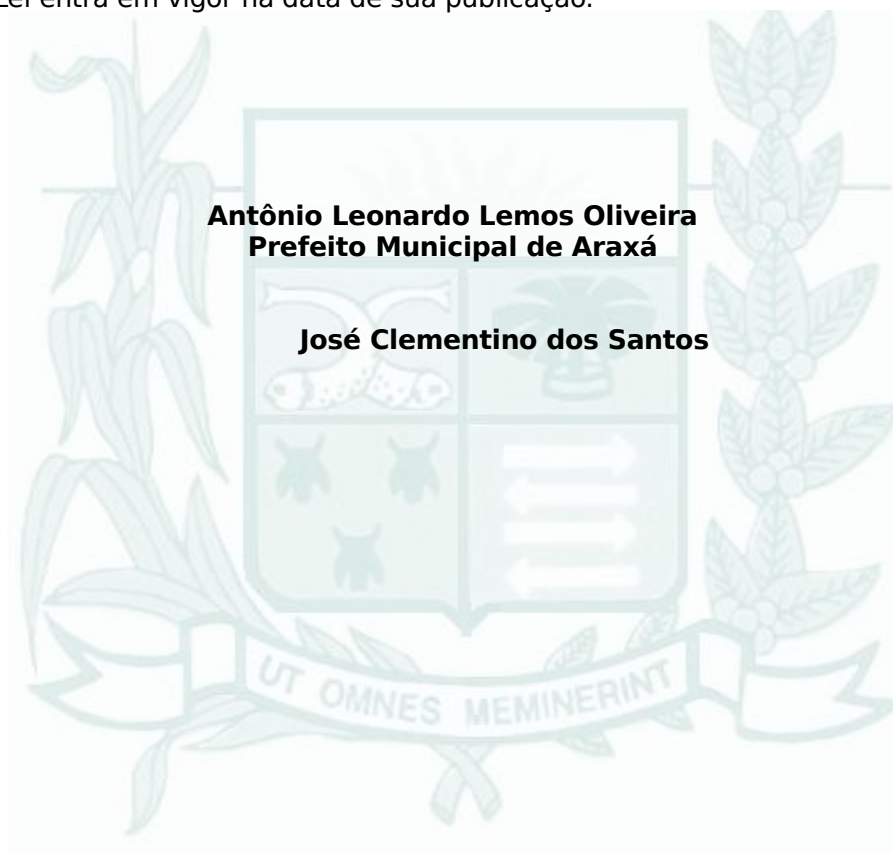 Lei entra em vigor na data de sua publicação.
Antônio Leonardo Lemos Oliveira
Prefeito Municipal de Araxá
José Clementino dos Santos
UT OMNES MEMINERINT